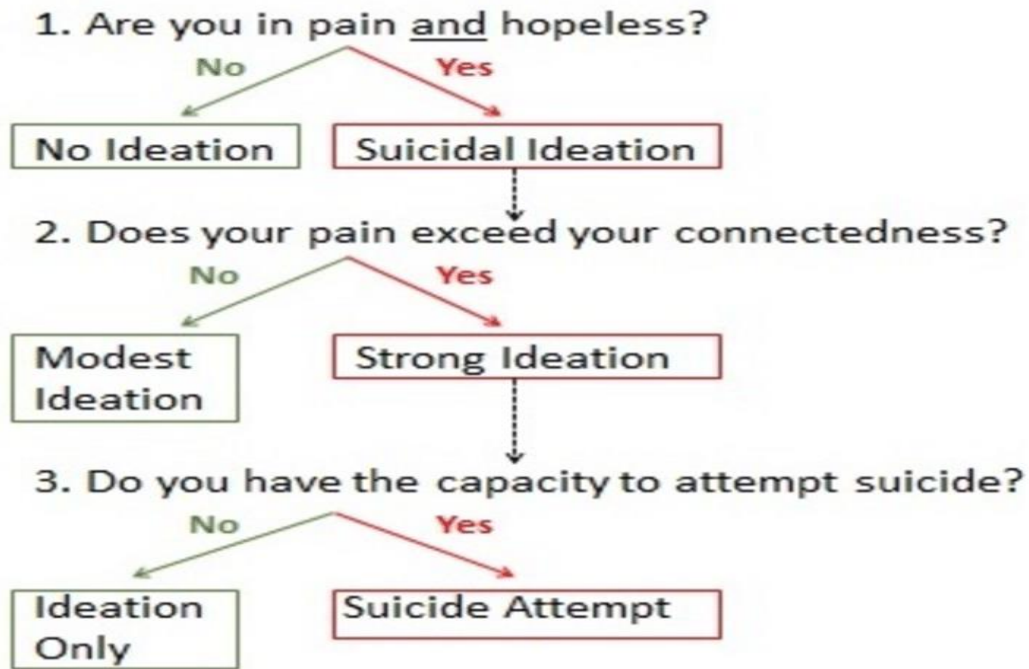 1. Are you in pain and hopeless?
No
Yes
No Ideation
Suicidal Ideation
2. Does your pain exceed your connectedness?
No
Yes
Modest
Ideation
Strong Ideation
3. Do you have the capacity to attempt suicide?
No
Yes
Ideation
Only
Suicide Attempt